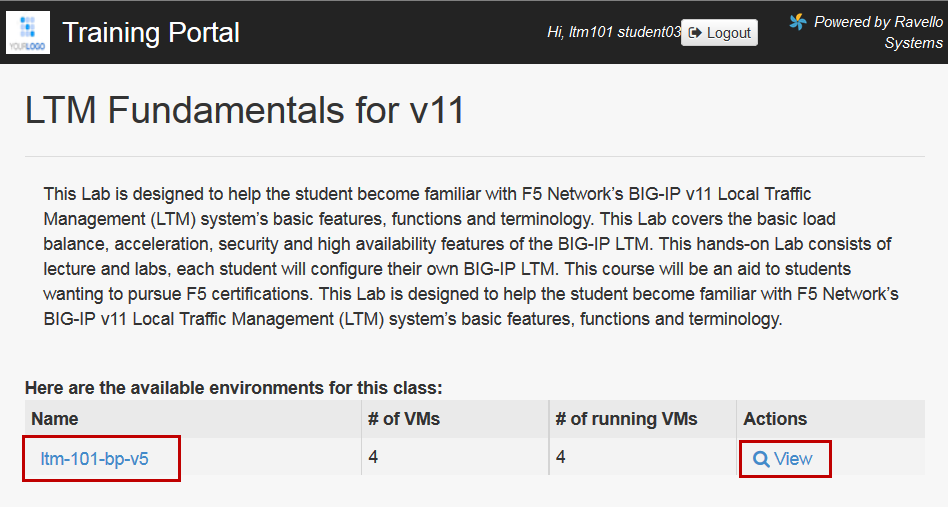 YOURLOGO
Training Portal
Hi, ltm101 student03
Logout
Powered by Ravello
Systems
LTM Fundamentals for v11
This Lab is designed to help the student become familiar with F5 Network's BIG-IP v11 Local Traffic
Management (LTM) system's basic features, functions and terminology. This Lab covers the basic load
balance, acceleration, security and high availability features of the BIG-IP LTM. This hands-on Lab consists of
lecture and labs, each student will configure their own BIG-IP LTM. This course will be an aid to students
wanting to pursue F5 certifications. This Lab is designed to help the student become familiar with F5 Network's
BIG-IP v11 Local Traffic Management (LTM) system's basic features, functions and terminology.
Here are the available environments for this class:
Name # of VMs # of running VMs Actions
ltm-101-bp-v5 4 4 View